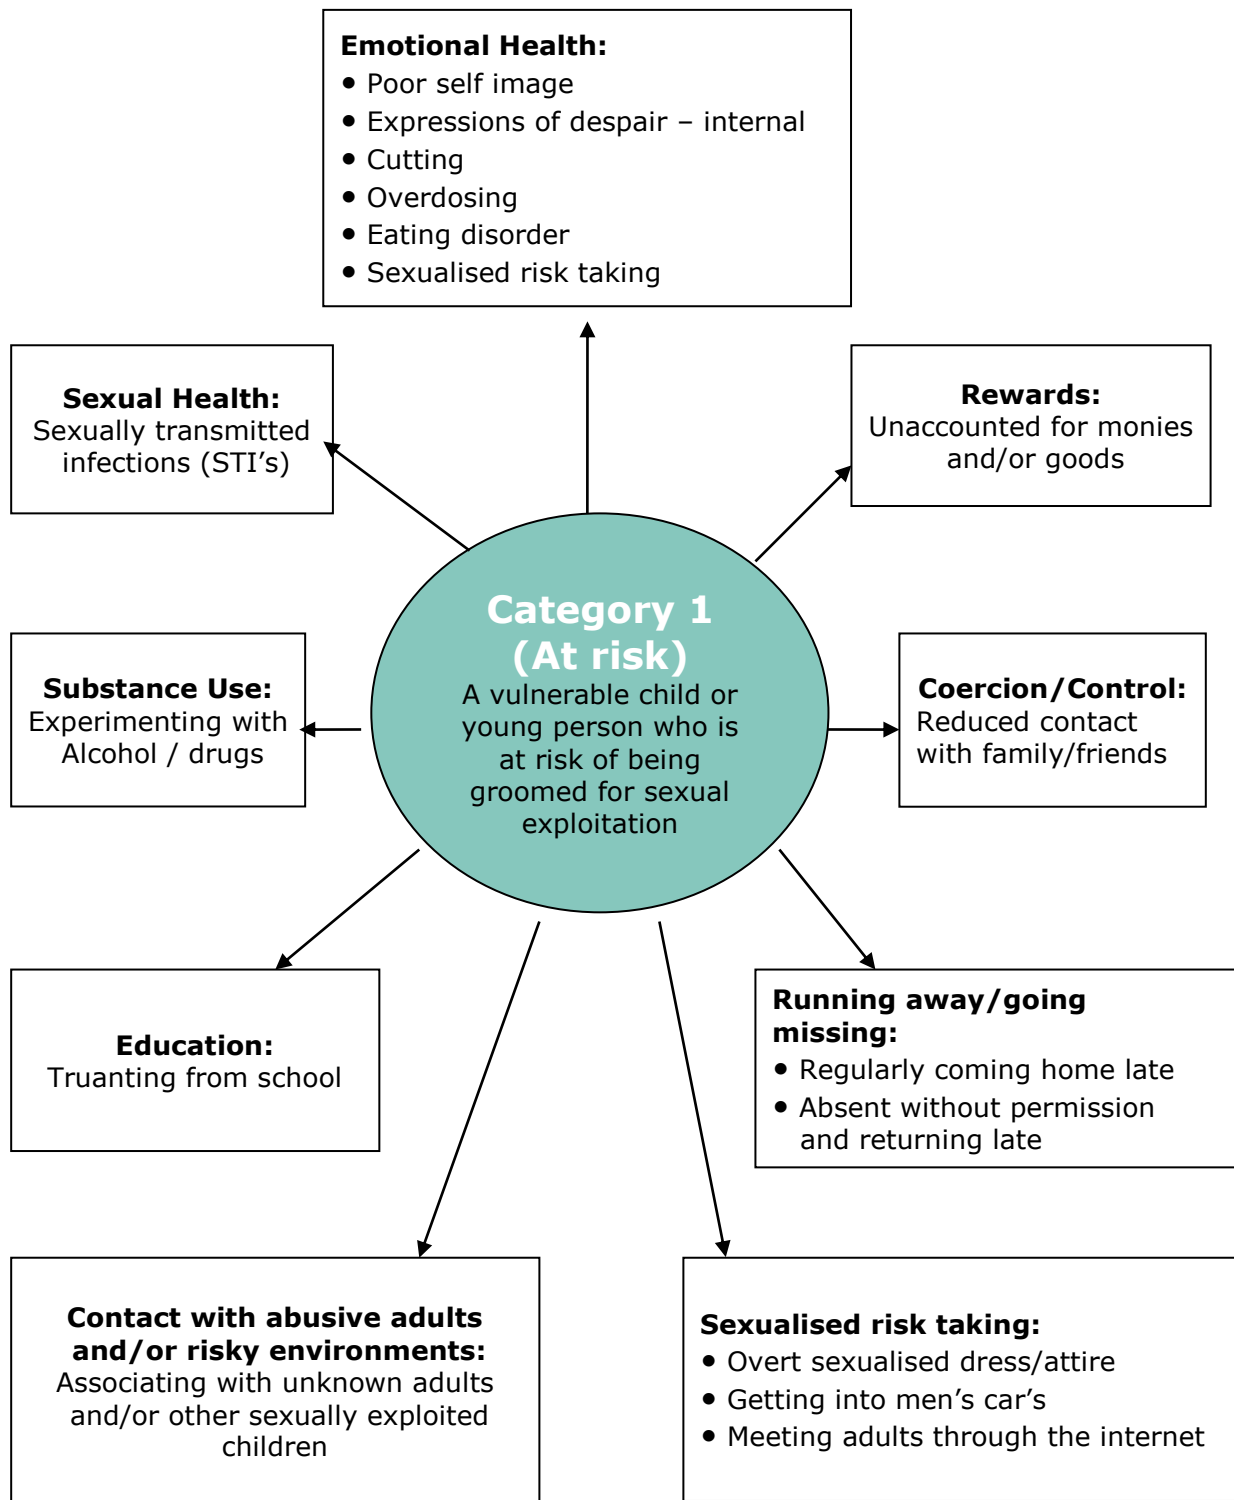 Emotional Health:
• Poor self image
• Expressions of despair – internal
• Cutting
• Overdosing
• Eating disorder
• Sexualised risk taking
Sexual Health:
Sexually transmitted
infections (STI’s)
Rewards:
Unaccounted for monies
and/or goods
Category 1
(At risk)
A vulnerable child or
young person who is
at risk of being
groomed for sexual
exploitation
Substance Use:
Experimenting with
Alcohol / drugs
Coercion/Control:
Reduced contact
with family/friends
Education:
Truanting from school
Running away/going
missing:
• Regularly coming home late
• Absent without permission
and returning late
Contact with abusive adults
and/or risky environments:
Associating with unknown adults
and/or other sexually exploited
children
Sexualised risk taking:
• Overt sexualised dress/attire
• Getting into men’s car’s
• Meeting adults through the internet